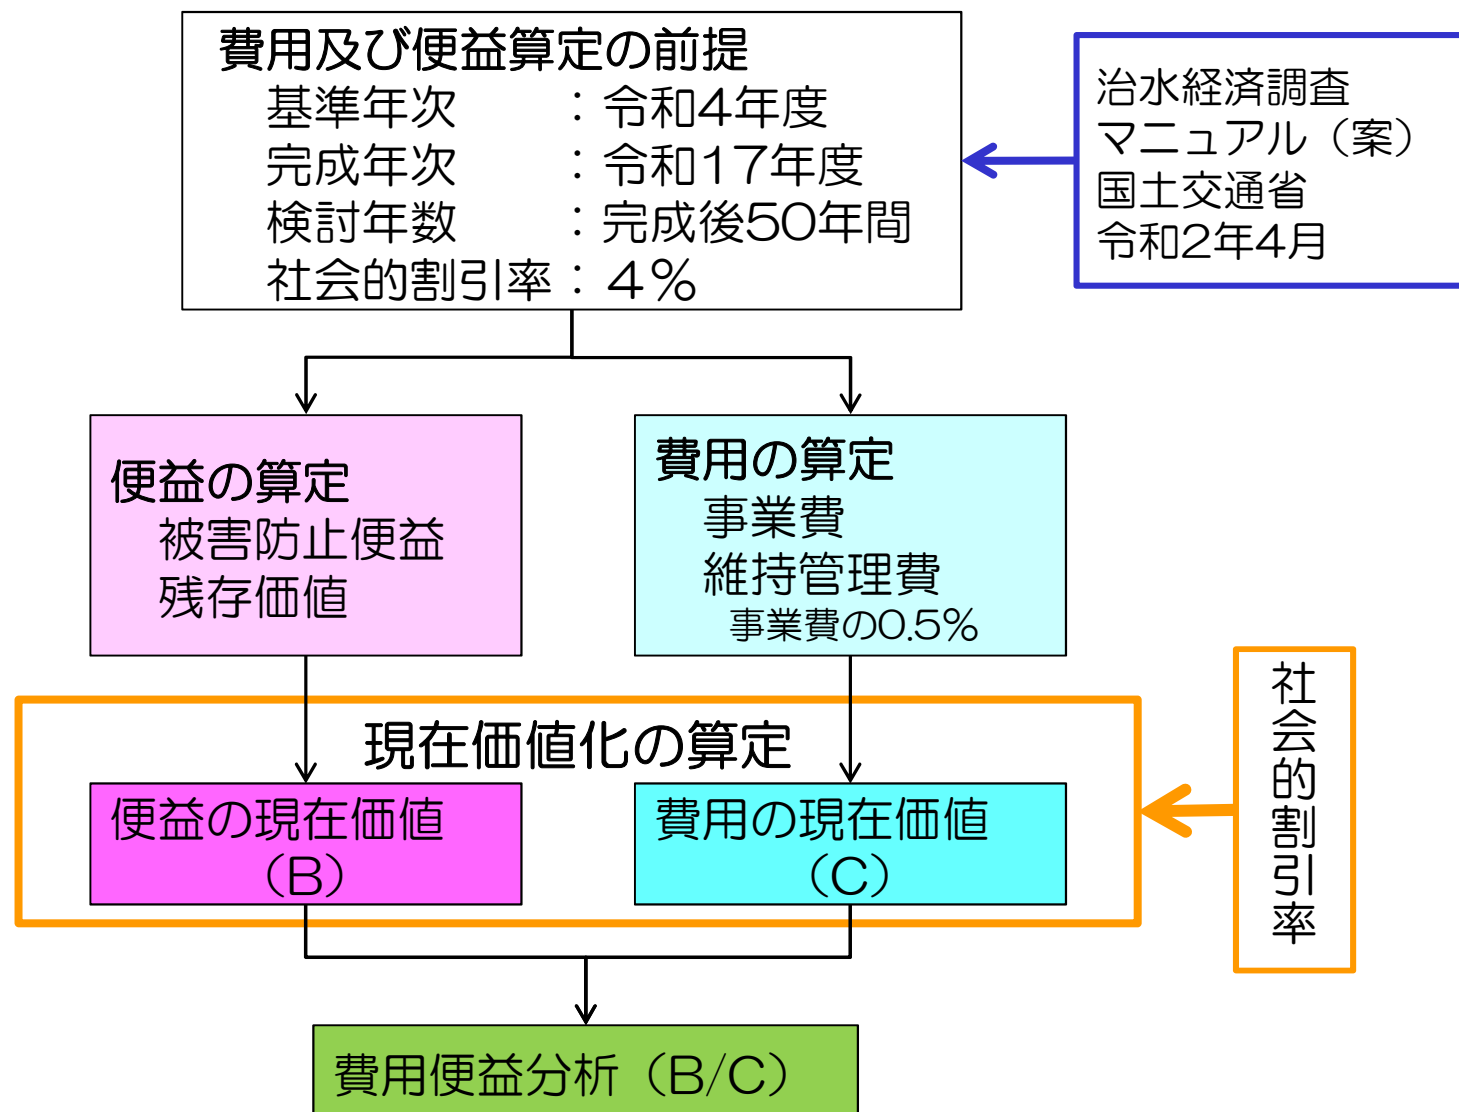 費用及び便益算定の前提
基準年次　　：令和4年度
完成年次　　：令和17年度
検討年数　　：完成後50年間
社会的割引率：4％
治水経済調査
マニュアル（案）
国土交通省
令和2年4月
便益の算定
被害防止便益
残存価値
費用の算定
事業費
維持管理費
事業費の0.5％
現在価値化の算定
便益の現在価値
（B）
費用の現在価値
（C）
社会的割引率
費用便益分析（B/C）